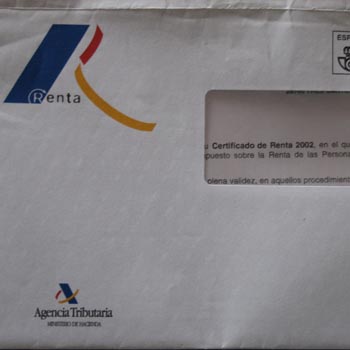 ESP
Renta
u Certificado de Renta 2002, en el qu
puesto sobre la Renta de las Persona
plena validez, en aquellos procedimient
Agencia Tributaria
MINISTERIO DE HACIENDA